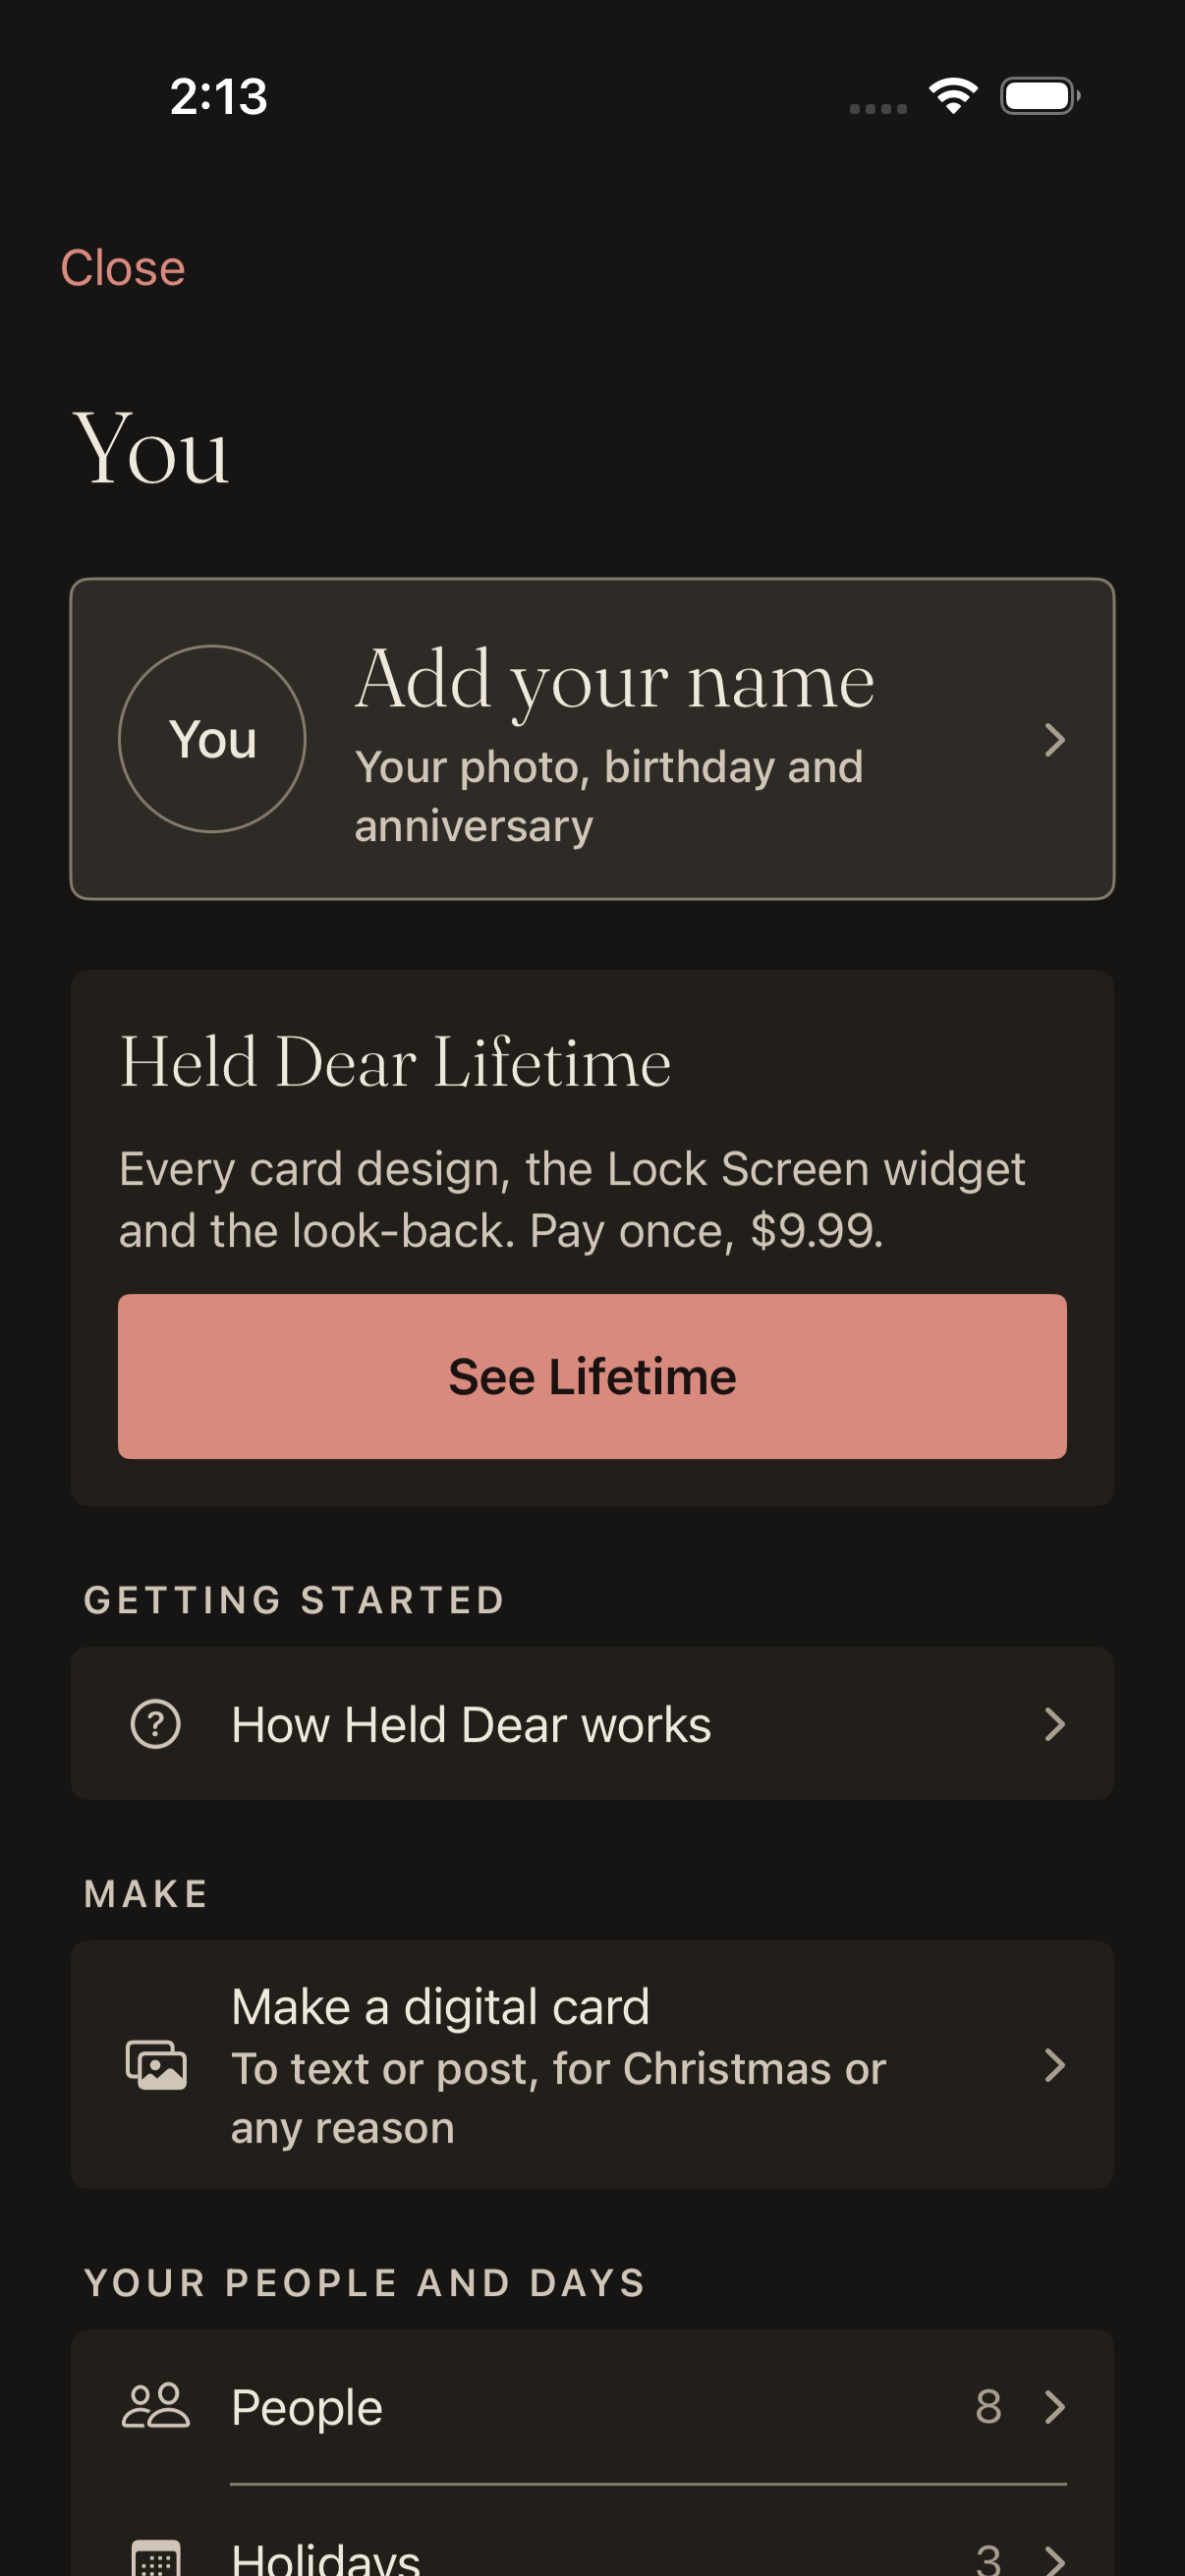 2:13
Close
You
You
Add your name
Your photo, birthday and
anniversary
Held Dear Lifetime
Every card design, the Lock Screen widget
and the look-back. Pay once, $9.99.
See Lifetime
GETTING STARTED
How Held Dear works
MAKE
Make a digital card
To text or post, for Christmas or
any reason
YOUR PEOPLE AND DAYS
People 8
Holidays 3